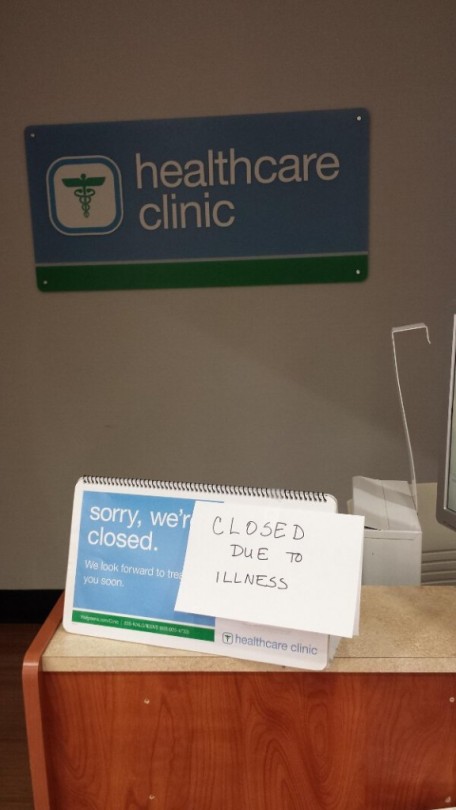 healthcare
clinic
sorry, we'r
closed.
We look forward to trea
you soon.
CLOSED
DUE TO
ILLNESS
healthcare clinic